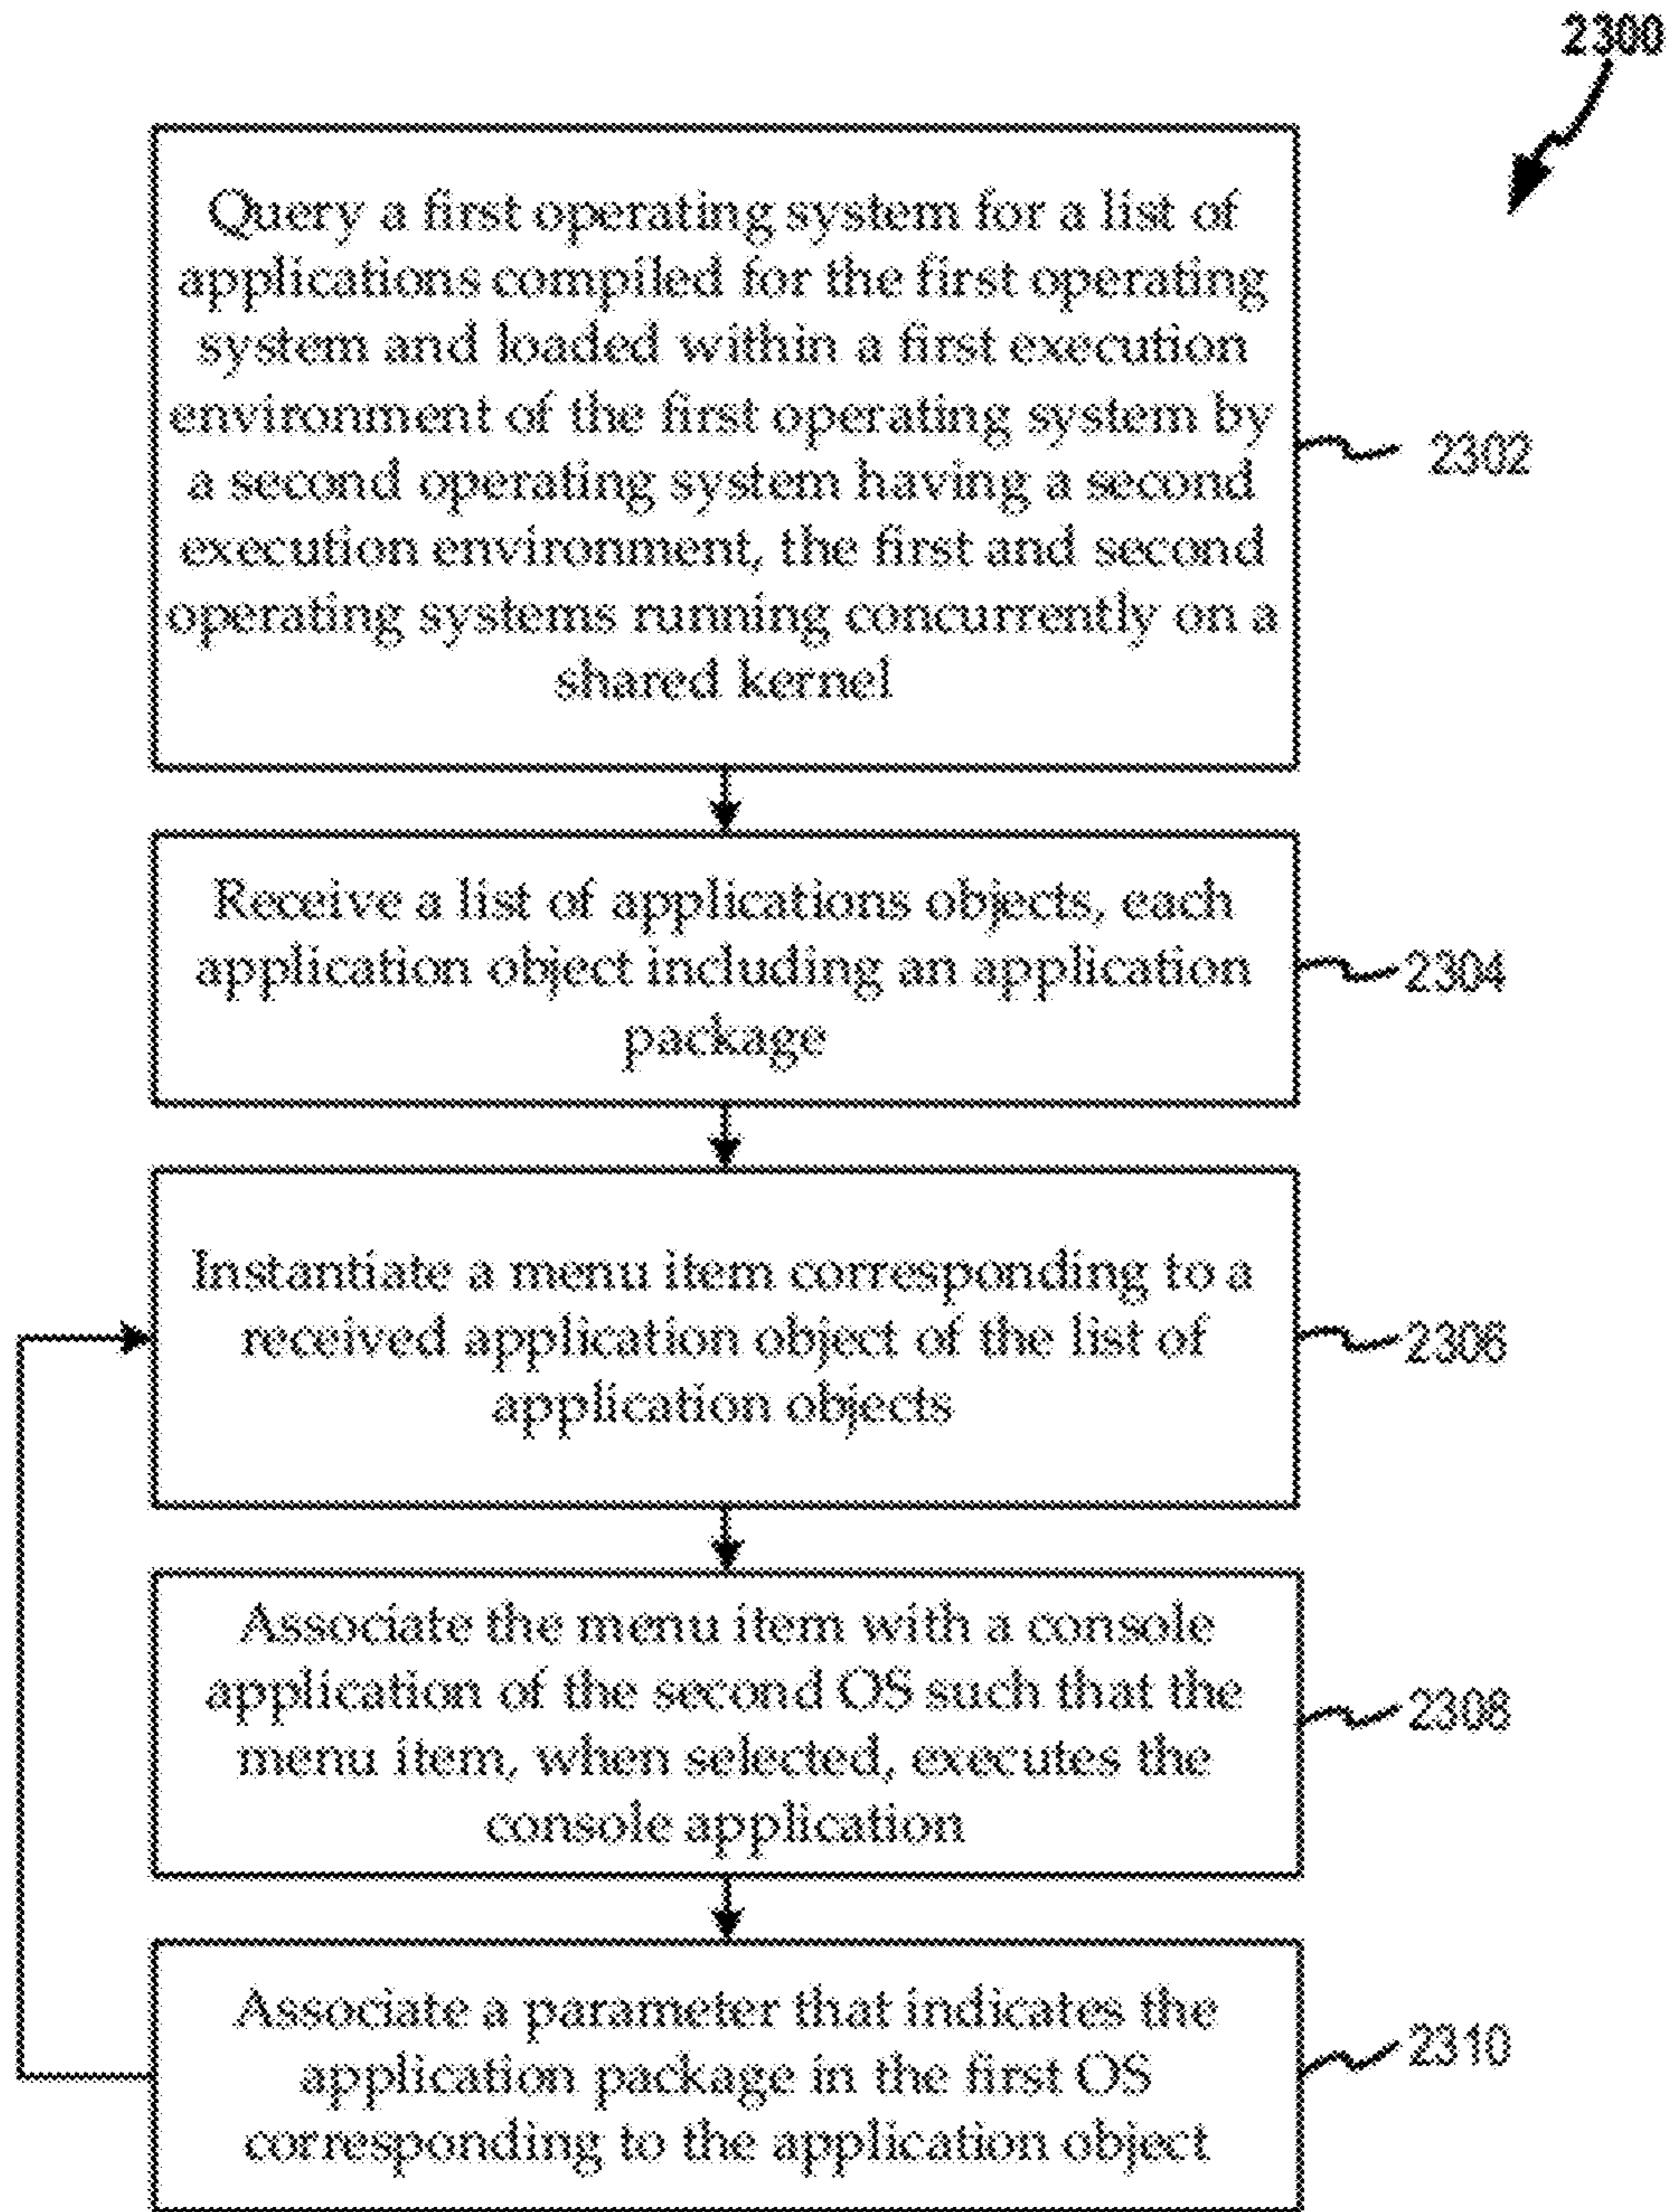 2300
Query a first operating system for a list of
applications compiled for the first operating
system and loaded within a first execution
environment of the first operating system by
a second operating system having a second
execution environment, the first and second
operating systems running concurrently on a
shared kernel
2302
Receive a list of applications objects, each
application object including an application
package
2304
Instantiate a menu item corresponding to a
received application object of the list of
application objects
2306
Associate the menu item with a console
application of the second OS such that the
menu item, when selected, executes the
console application
2308
Associate a parameter that indicates the
application package in the first OS
corresponding to the application object
2310